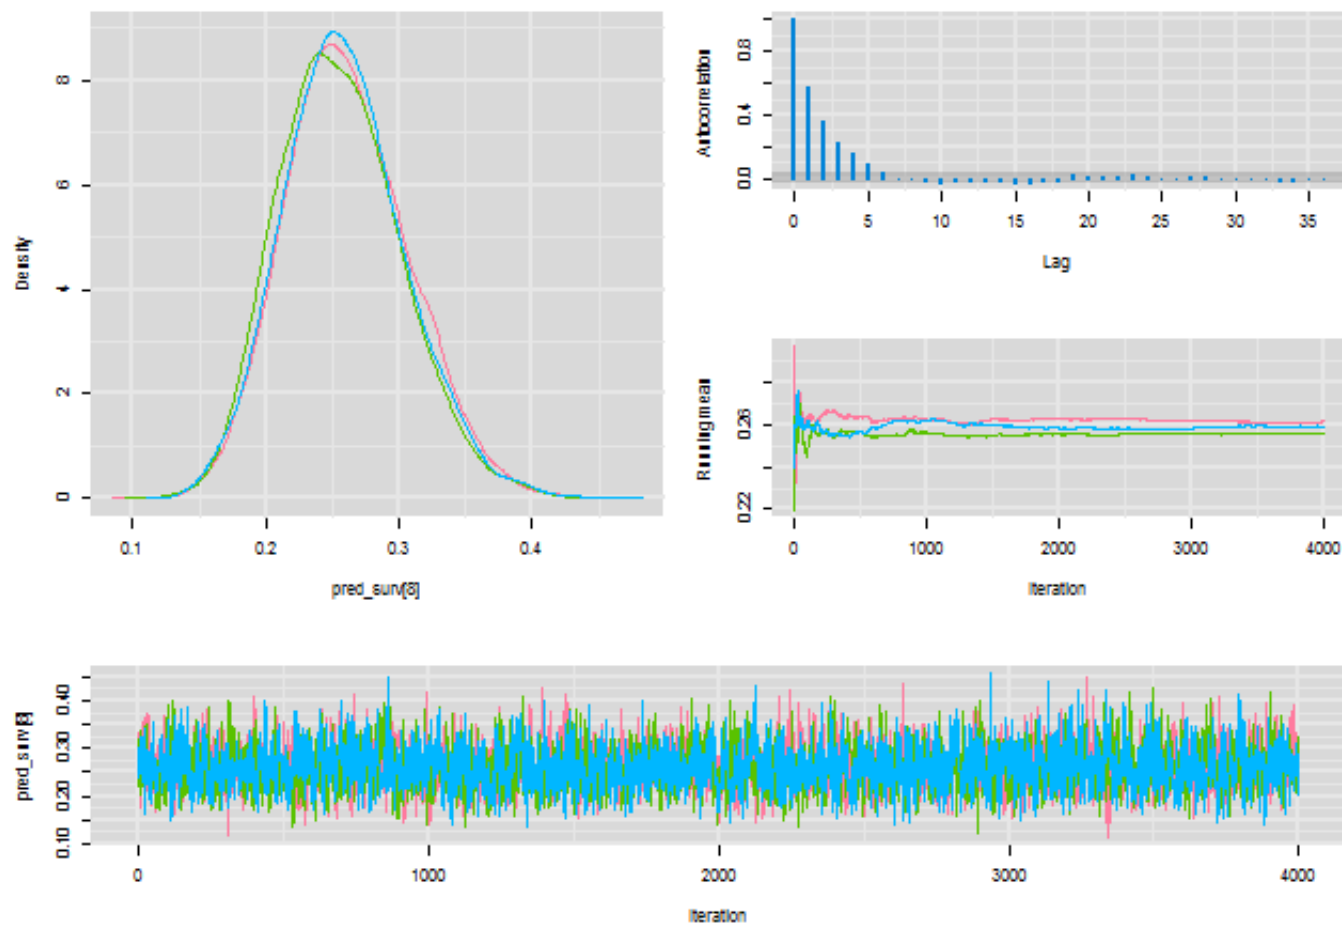 Density
8
6
4
2
0
0.1 0.2 0.3 0.4
pred_surv[8]
Autocorrelation
0.8
0.4
0.0
0 5 10 15 20 25 30 35
Lag
Running mean
0.26
0.22
0 1000 2000 3000 4000
Iteration
pred_surv[8]
0.40
0.30
0.20
0.10
0 1000 2000 3000 4000
Iteration